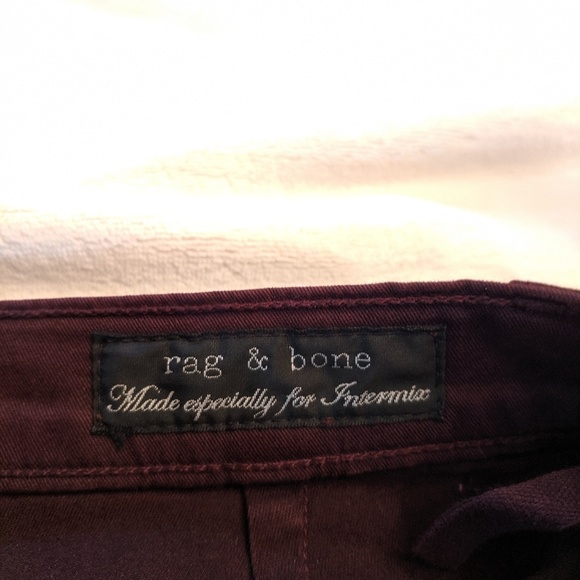 rag & bone
Made especially for Intermix